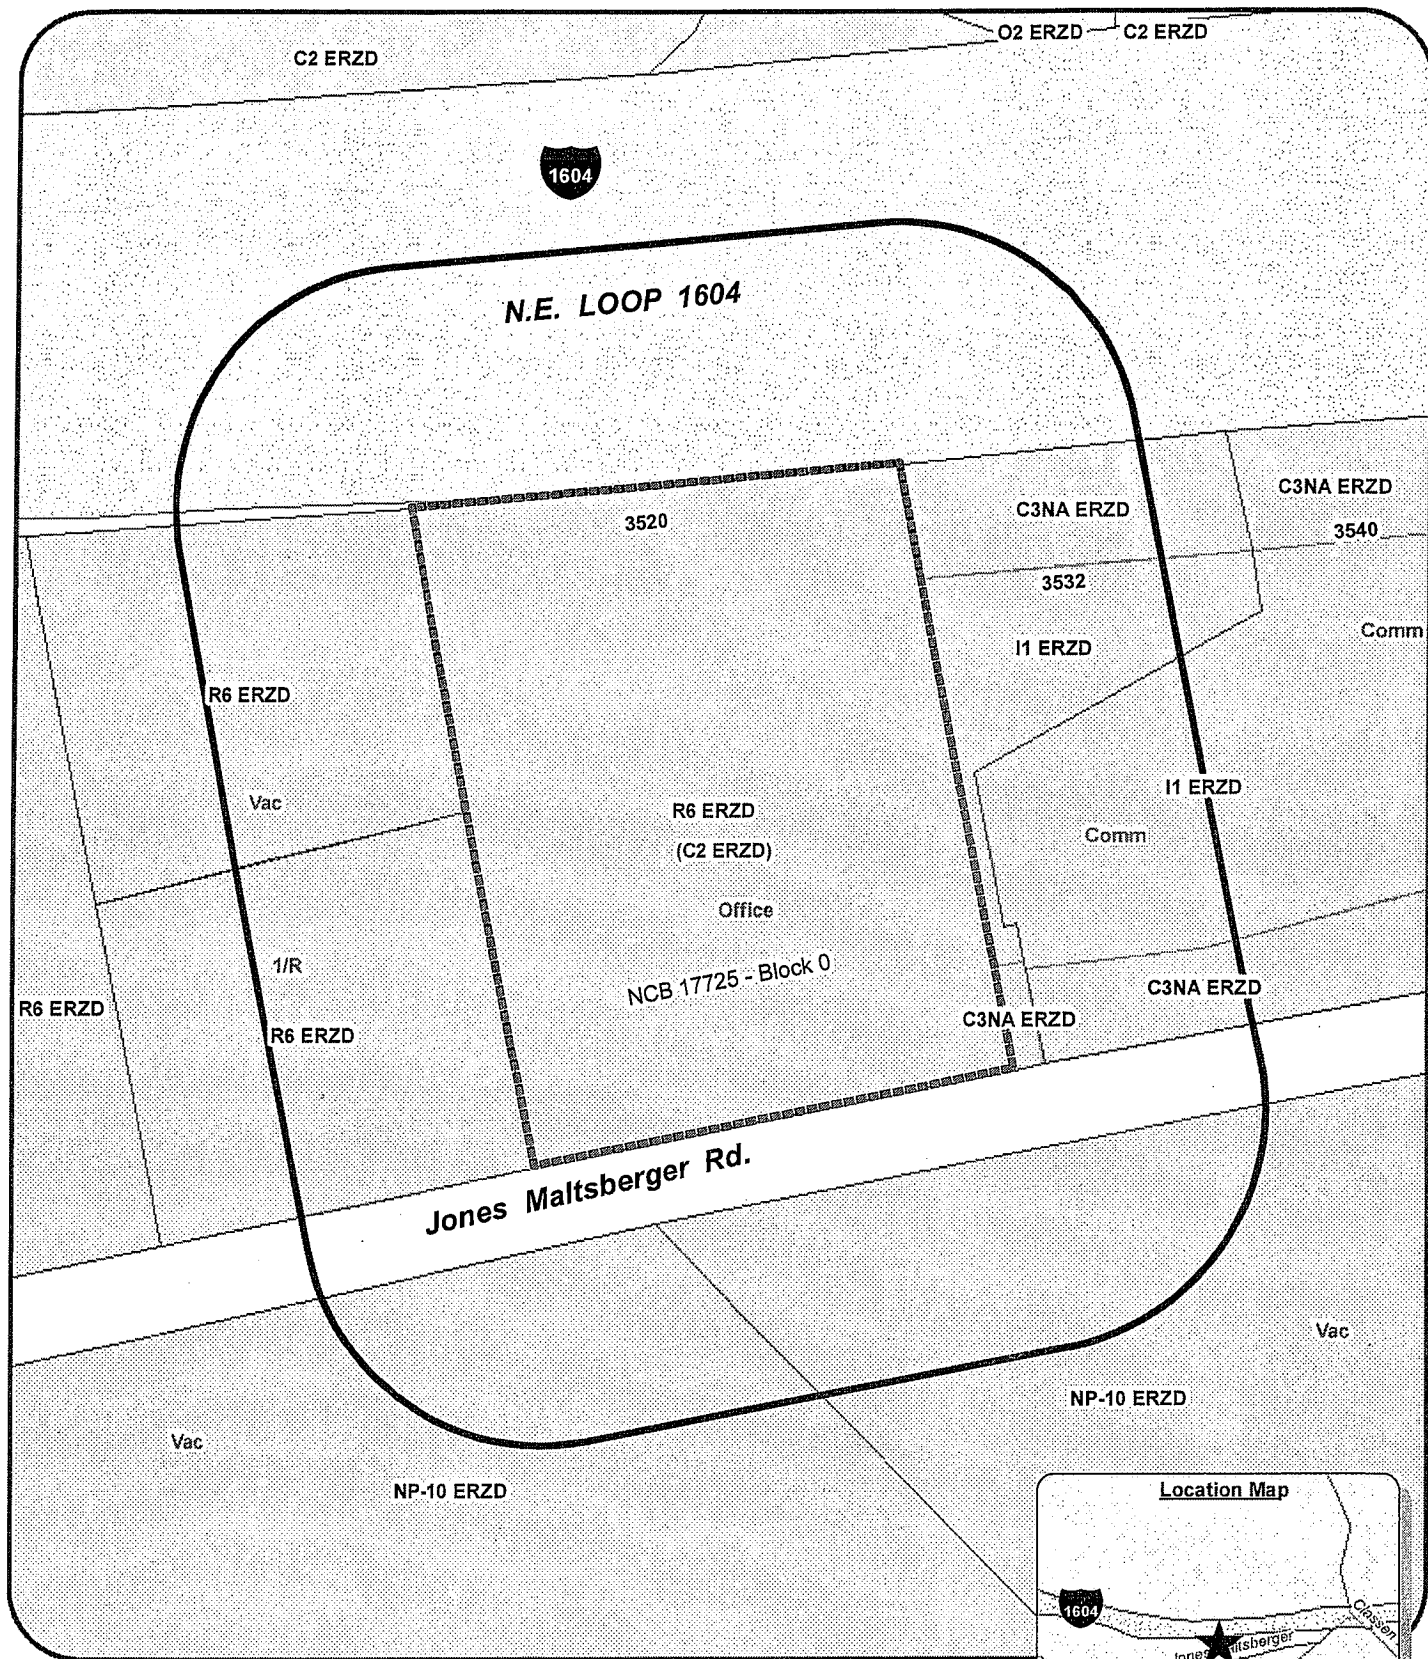 C2 ERZD
O2 ERZD
C2 ERZD
1604
N.E. LOOP 1604
3520
C3NA ERZD
C3NA ERZD
3540
3532
Comm
I1 ERZD
R6 ERZD
I1 ERZD
Vac
R6 ERZD
(C2 ERZD)
Comm
Office
1/R
NCB 17725 - Block 0
R6 ERZD
R6 ERZD
C3NA ERZD
C3NA ERZD
Jones Maltsberger Rd.
Vac
NP-10 ERZD
Vac
NP-10 ERZD
Location Map
1604
Classen